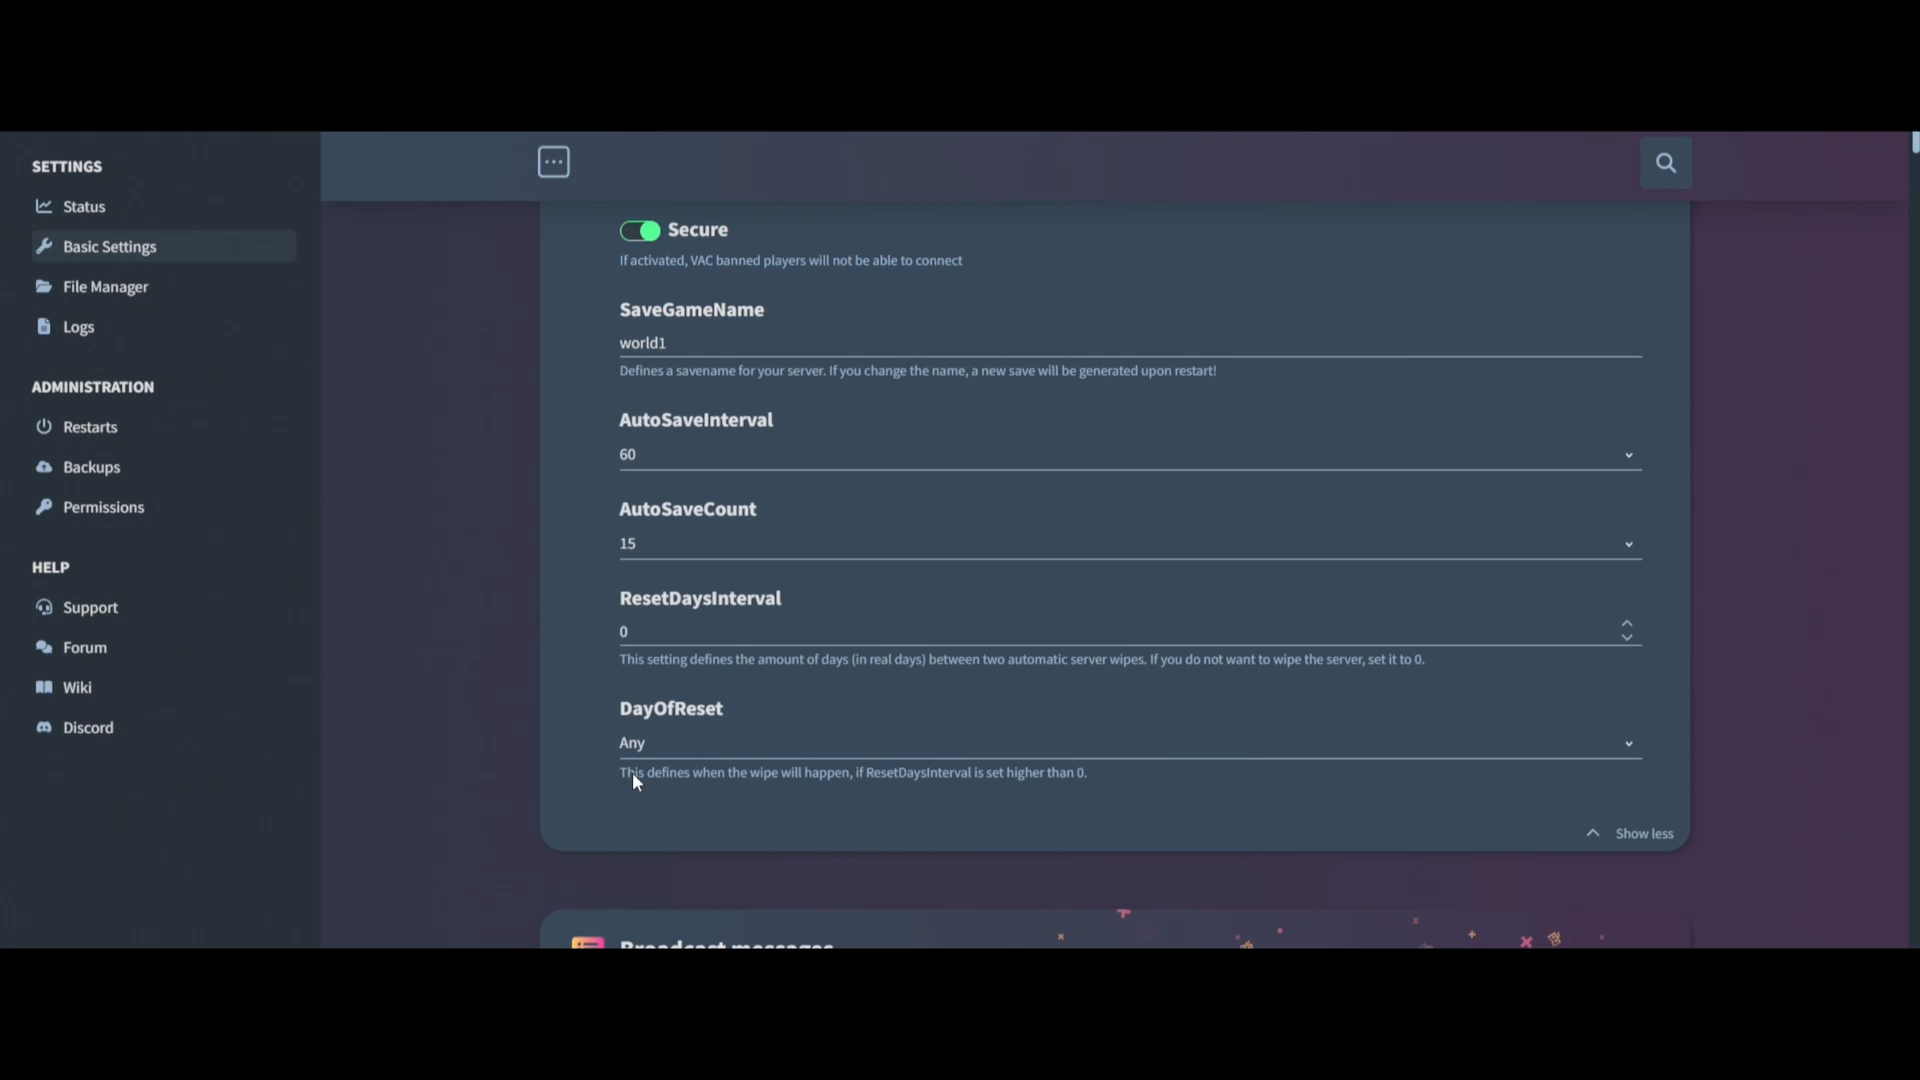 SETTINGS
Status
Basic Settings
File Manager
Logs
ADMINISTRATION
Restarts
Backups
Permissions
HELP
Support
Forum
Wiki
Discord
Secure
If activated, VAC banned players will not be able to connect
SaveGameName
world1
Defines a savename for your server. If you change the name, a new save will be generated upon restart!
AutoSaveInterval
60
AutoSaveCount
15
ResetDaysInterval
0
This setting defines the amount of days (in real days) between two automatic server wipes. If you do not want to wipe the server, set it to 0.
DayOfReset
Any
This defines when the wipe will happen, if ResetDaysInterval is set higher than 0.
Show less
Broadcast messages